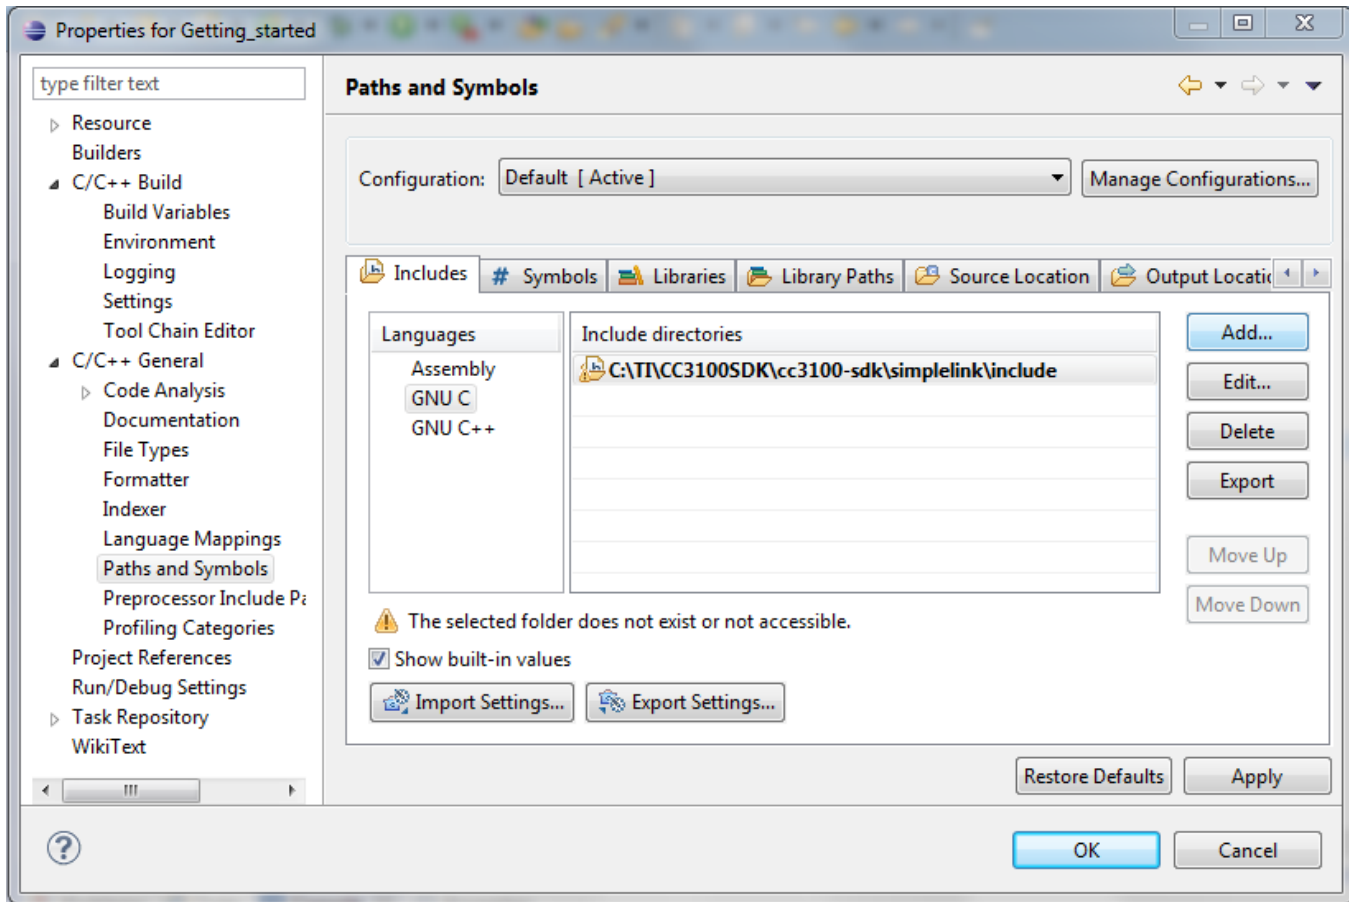 Properties for Getting_started
type filter text
Resource
Builders
C/C++ Build
Build Variables
Environment
Logging
Settings
Tool Chain Editor
C/C++ General
Code Analysis
Documentation
File Types
Formatter
Indexer
Language Mappings
Paths and Symbols
Preprocessor Include Pa
Profiling Categories
Project References
Run/Debug Settings
Task Repository
WikiText
Paths and Symbols
Configuration: Default [ Active ] Manage Configurations...
Includes # Symbols Libraries Library Paths Source Location Output Locatio
Languages
Assembly
GNU C
GNU C++
Include directories
C:\TI\CC3100SDK\cc3100-sdk\simplelink\include
Add...
Edit...
Delete
Export
Move Up
Move Down
The selected folder does not exist or not accessible.
Show built-in values
Import Settings... Export Settings...
Restore Defaults Apply
? OK Cancel